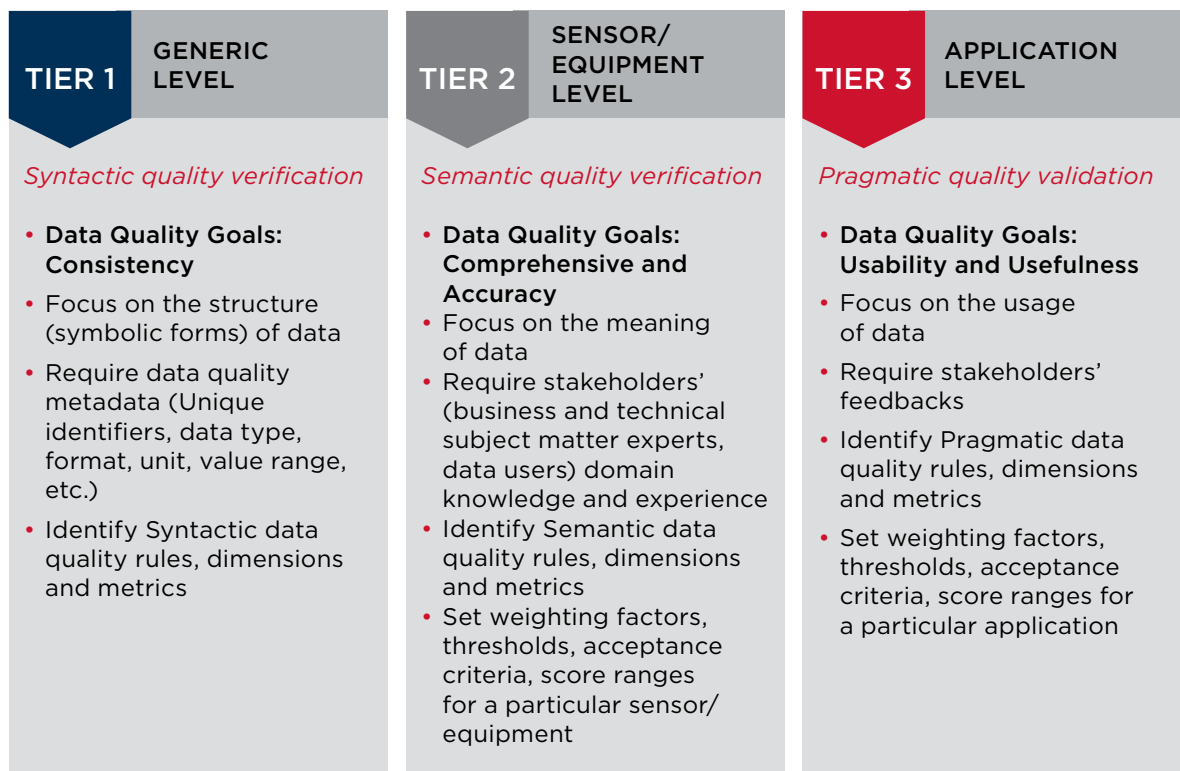 TIER 1
GENERIC
LEVEL
Syntactic quality verification
• Data Quality Goals:
Consistency
• Focus on the structure
(symbolic forms) of data
• Require data quality
metadata (Unique
identifiers, data type,
format, unit, value range,
etc.)
• Identify Syntactic data
quality rules, dimensions
and metrics
TIER 2
SENSOR/
EQUIPMENT
LEVEL
Semantic quality verification
• Data Quality Goals:
Comprehensive and
Accuracy
• Focus on the meaning
of data
• Require stakeholders’
(business and technical
subject matter experts,
data users) domain
knowledge and experience
• Identify Semantic data
quality rules, dimensions
and metrics
• Set weighting factors,
thresholds, acceptance
criteria, score ranges
for a particular sensor/
equipment
TIER 3
APPLICATION
LEVEL
Pragmatic quality validation
• Data Quality Goals:
Usability and Usefulness
• Focus on the usage
of data
• Require stakeholders’
feedbacks
• Identify Pragmatic data
quality rules, dimensions
and metrics
• Set weighting factors,
thresholds, acceptance
criteria, score ranges for
a particular application